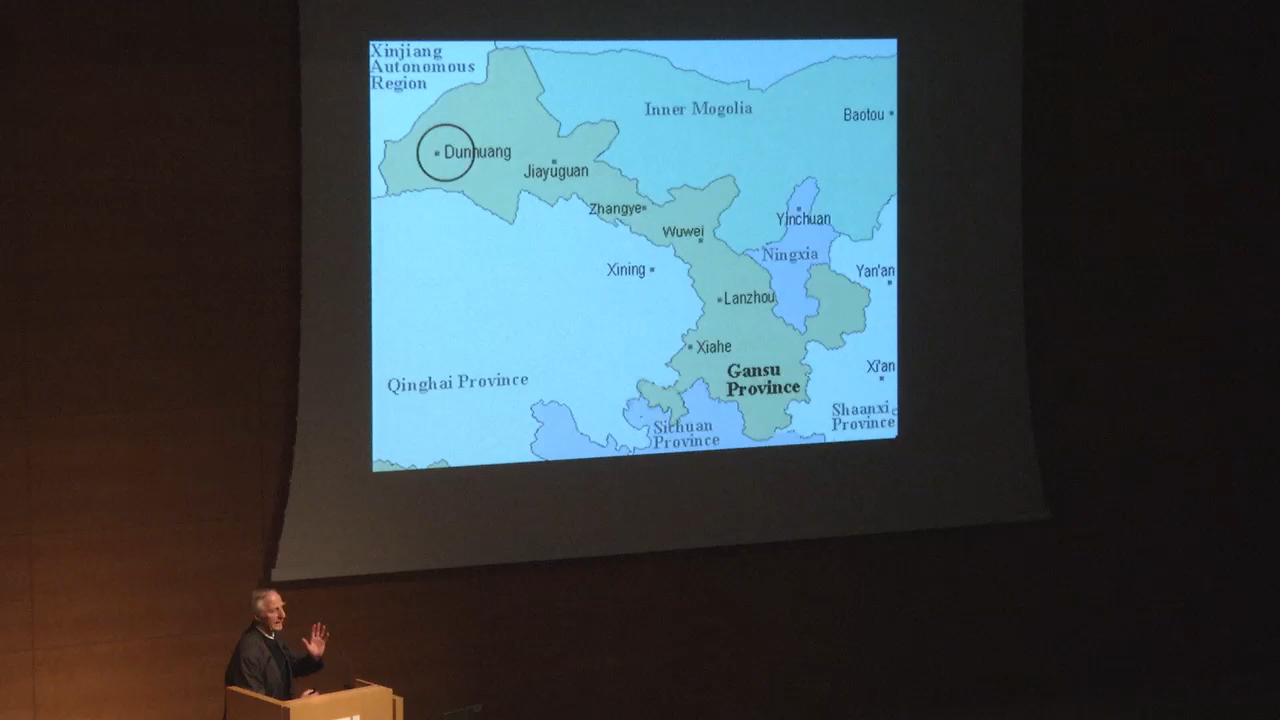 Xinjiang
Autonomous
Region
Inner Mogolia
Baotou
Dunhuang
Jiayuguan
Zhangye
Wuwei
Yinchuan
Ningxia
Xining
Yan'an
Lanzhou
Xiahe
Gansu
Province
Xi'an
Qinghai Province
Shaanxi
Province
Sichuan
Province